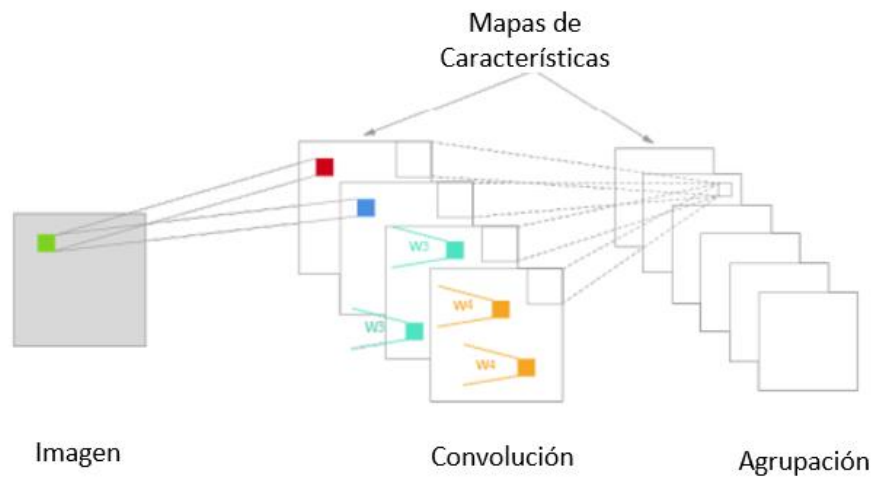 Mapas de
Características
W3
W4
W3
W4
Imagen
Convolución
Agrupación